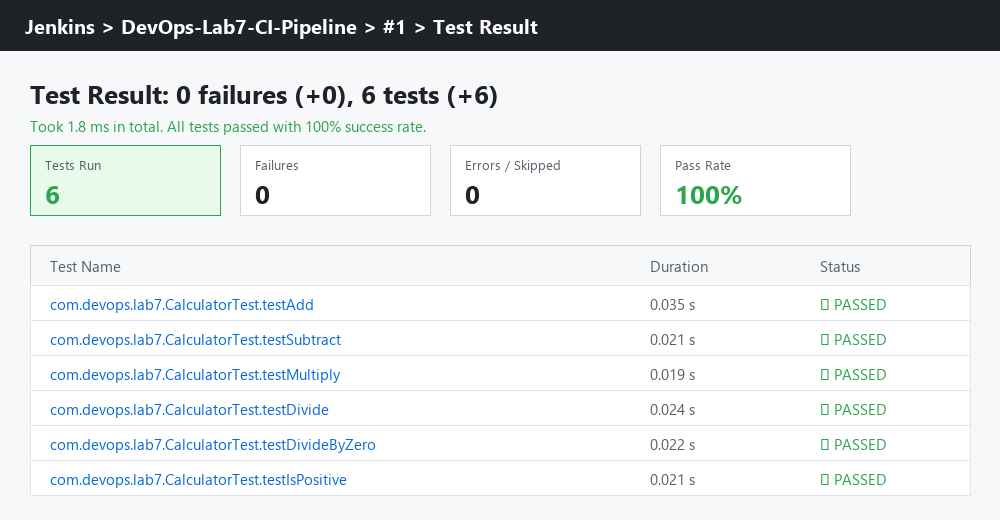 Jenkins > DevOps-Lab7-CI-Pipeline > #1 > Test Result
Test Result: 0 failures (+0), 6 tests (+6)
Took 1.8 ms in total. All tests passed with 100% success rate.
Tests Run Failures Errors / Skipped Pass Rate
6 0 0 100%
Test Name Duration Status
com.devops.lab7.CalculatorTest.testAdd 0.035 s ▯ PASSED
com.devops.lab7.CalculatorTest.testSubtract 0.021 s ▯ PASSED
com.devops.lab7.CalculatorTest.testMultiply 0.019 s ▯ PASSED
com.devops.lab7.CalculatorTest.testDivide 0.024 s ▯ PASSED
com.devops.lab7.CalculatorTest.testDivideByZero 0.022 s ▯ PASSED
com.devops.lab7.CalculatorTest.testIsPositive 0.021 s ▯ PASSED